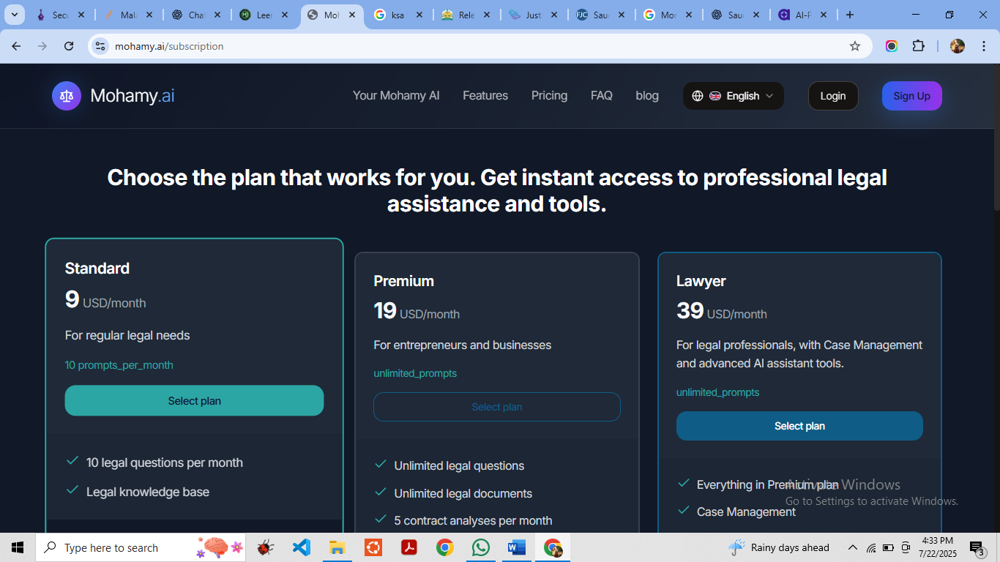 Secu
Mala
Cha
Leer
Moh
ksa
Rele
Just
FJC
Sau
Mor
Sau
AI-F
mohamy.ai/subscription
Mohamy.ai
Your Mohamy AI
Features
Pricing
FAQ
blog
English
Login
Sign Up
Choose the plan that works for you. Get instant access to professional legal
assistance and tools.
Standard
9 USD/month
For regular legal needs
10 prompts_per_month
Select plan
10 legal questions per month
Legal knowledge base
Premium
19 USD/month
For entrepreneurs and businesses
unlimited_prompts
Select plan
Unlimited legal questions
Unlimited legal documents
5 contract analyses per month
Lawyer
39 USD/month
For legal professionals, with Case Management
and advanced AI assistant tools.
unlimited_prompts
Select plan
Everything in Premium plan
Case Management
Activate Windows
Go to Settings to activate Windows.
Type here to search
Rainy days ahead
4:33 PM
7/22/2025
3